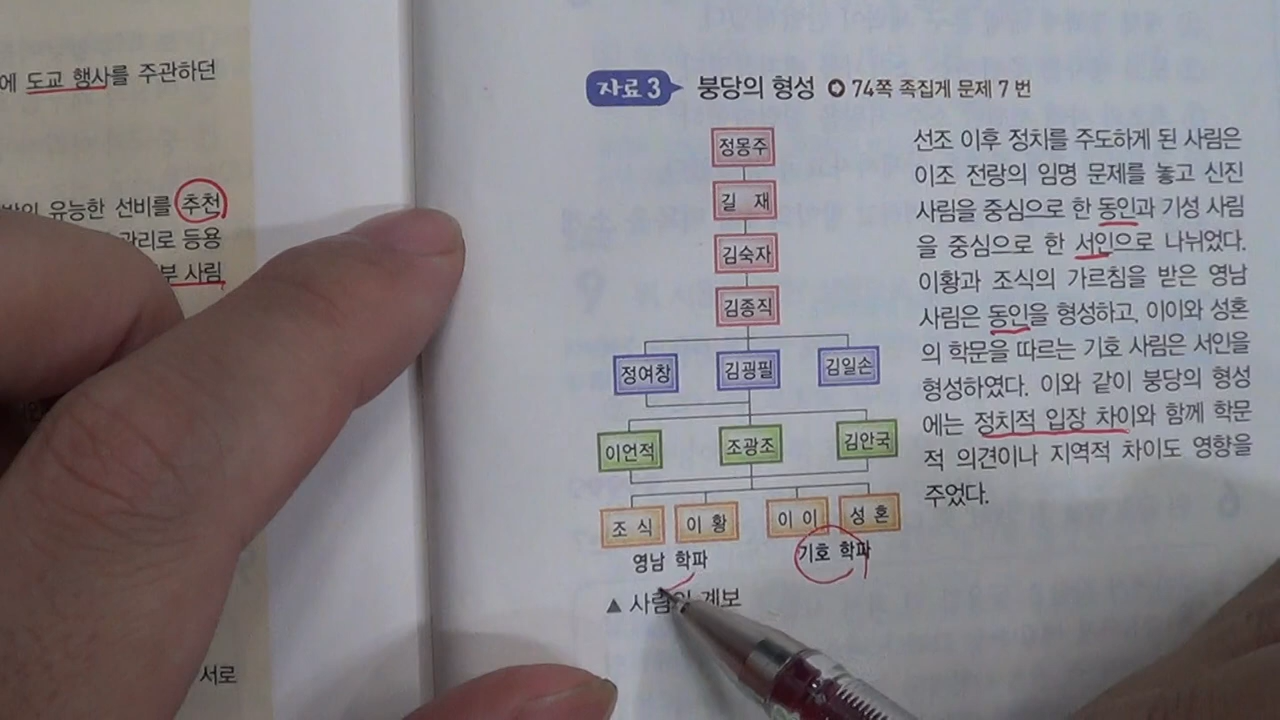 에 도교 행사를 주관하던
유능한 선비를 추천
관리로 등용
사림
서로
자료 3 붕당의 형성 ➲ 74쪽 족집게 문제 7 번
정몽주
길 재
김숙자
김종직
정여창 김굉필 김일손
이언적 조광조 김안국
조 식 이 황 이 이 성 혼
영남 학파 기호 학파
▲ 사림의 계보
선조 이후 정치를 주도하게 된 사림은
이조 전랑의 임명 문제를 놓고 신진
사림을 중심으로 한 동인과 기성 사림
을 중심으로 한 서인으로 나뉘었다.
이황과 조식의 가르침을 받은 영남
사림은 동인을 형성하고, 이이와 성혼
의 학문을 따르는 기호 사림은 서인을
형성하였다. 이와 같이 붕당의 형성
에는 정치적 입장 차이와 함께 학문
적 의견이나 지역적 차이도 영향을
주었다.